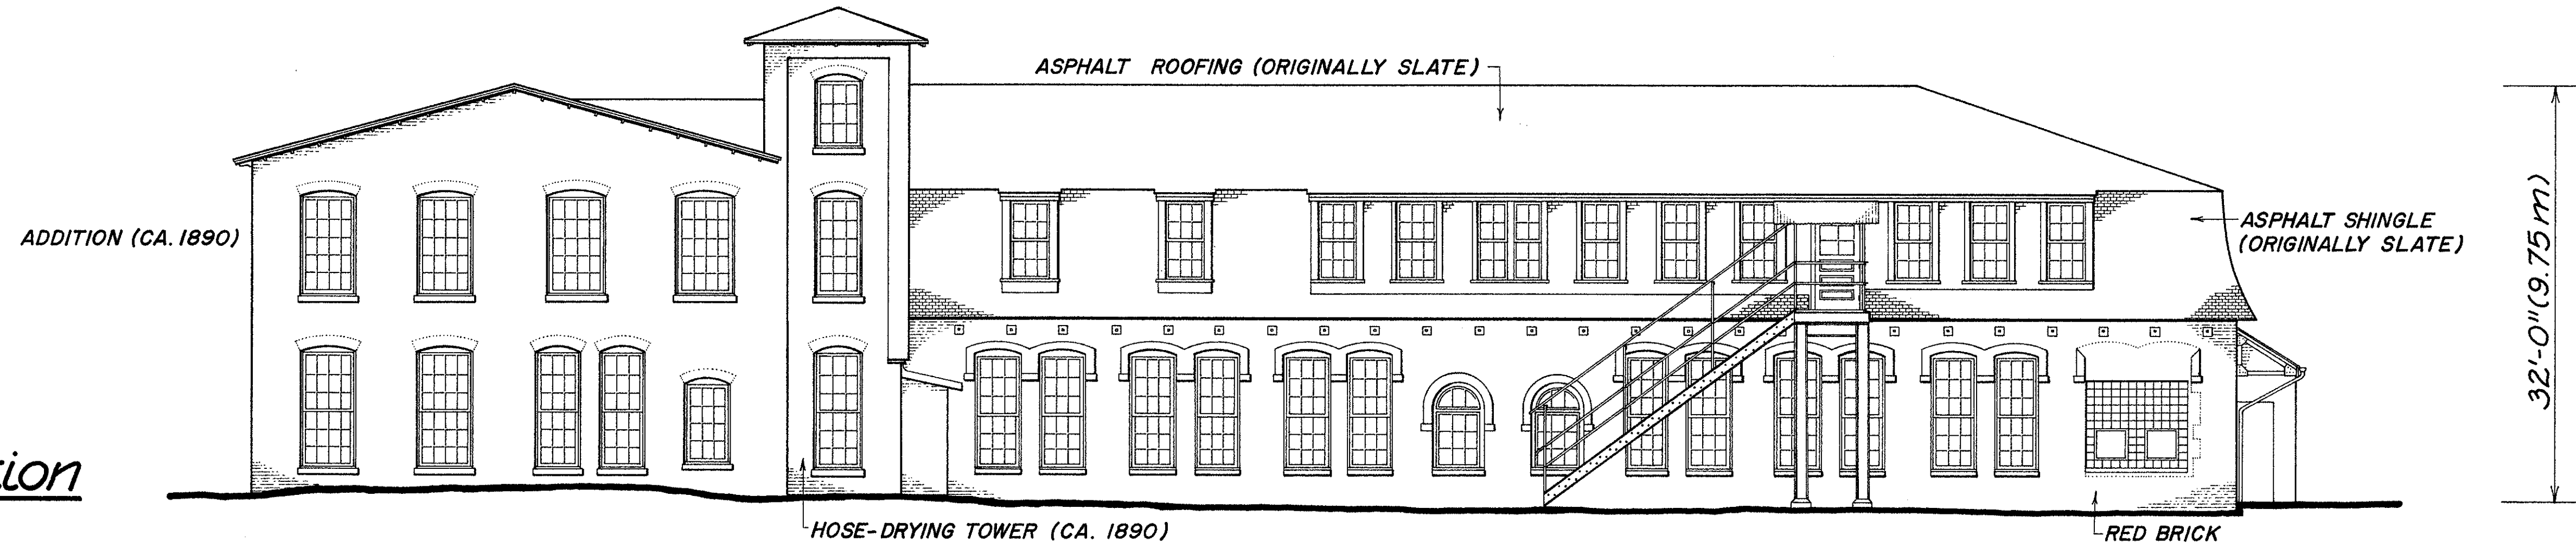 ASPHALT ROOFING (ORIGINALLY SLATE)
ADDITION (CA. 1890)
ASPHALT SHINGLE
(ORIGINALLY SLATE)
32'-0"(9.75m)
HOSE-DRYING TOWER (CA. 1890)
RED BRICK